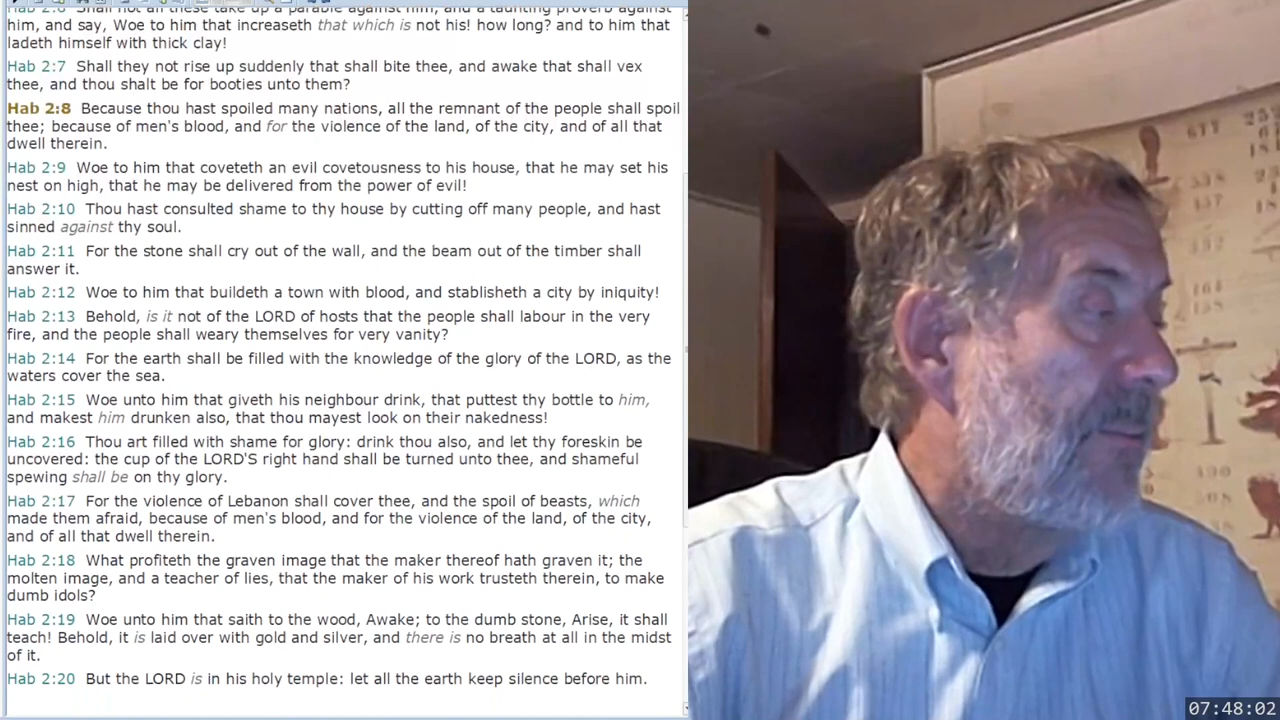 Hab 2:6 Shall not all these take up a parable against him, and a taunting proverb against
him, and say, Woe to him that increaseth that which is not his! how long? and to him that
ladeth himself with thick clay!
Hab 2:7 Shall they not rise up suddenly that shall bite thee, and awake that shall vex
thee, and thou shalt be for booties unto them?
Hab 2:8 Because thou hast spoiled many nations, all the remnant of the people shall spoil
thee; because of men's blood, and for the violence of the land, of the city, and of all that
dwell therein.
Hab 2:9 Woe to him that coveteth an evil covetousness to his house, that he may set his
nest on high, that he may be delivered from the power of evil!
Hab 2:10 Thou hast consulted shame to thy house by cutting off many people, and hast
sinned against thy soul.
Hab 2:11 For the stone shall cry out of the wall, and the beam out of the timber shall
answer it.
Hab 2:12 Woe to him that buildeth a town with blood, and stablisheth a city by iniquity!
Hab 2:13 Behold, is it not of the LORD of hosts that the people shall labour in the very
fire, and the people shall weary themselves for very vanity?
Hab 2:14 For the earth shall be filled with the knowledge of the glory of the LORD, as the
waters cover the sea.
Hab 2:15 Woe unto him that giveth his neighbour drink, that puttest thy bottle to him,
and makest him drunken also, that thou mayest look on their nakedness!
Hab 2:16 Thou art filled with shame for glory: drink thou also, and let thy foreskin be
uncovered: the cup of the LORD'S right hand shall be turned unto thee, and shameful
spewing shall be on thy glory.
Hab 2:17 For the violence of Lebanon shall cover thee, and the spoil of beasts, which
made them afraid, because of men's blood, and for the violence of the land, of the city,
and of all that dwell therein.
Hab 2:18 What profiteth the graven image that the maker thereof hath graven it; the
molten image, and a teacher of lies, that the maker of his work trusteth therein, to make
dumb idols?
Hab 2:19 Woe unto him that saith to the wood, Awake; to the dumb stone, Arise, it shall
teach! Behold, it is laid over with gold and silver, and there is no breath at all in the midst
of it.
Hab 2:20 But the LORD is in his holy temple: let all the earth keep silence before him.
677
538
490
508
07:48:02